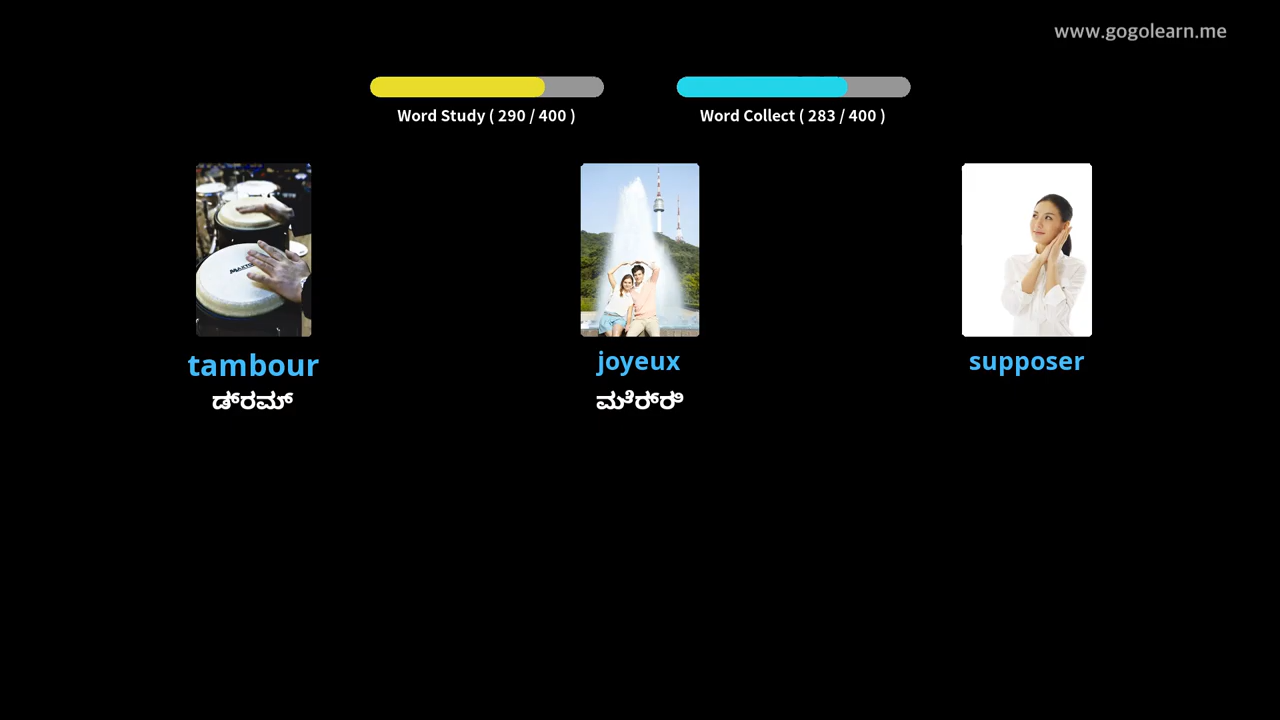 www.gogolearn.me
Word Study ( 290 / 400 )
Word Collect ( 283 / 400 )
tambour
joyeux
supposer
ಡ್ರಮ್
ಮೆರ್ರಿ